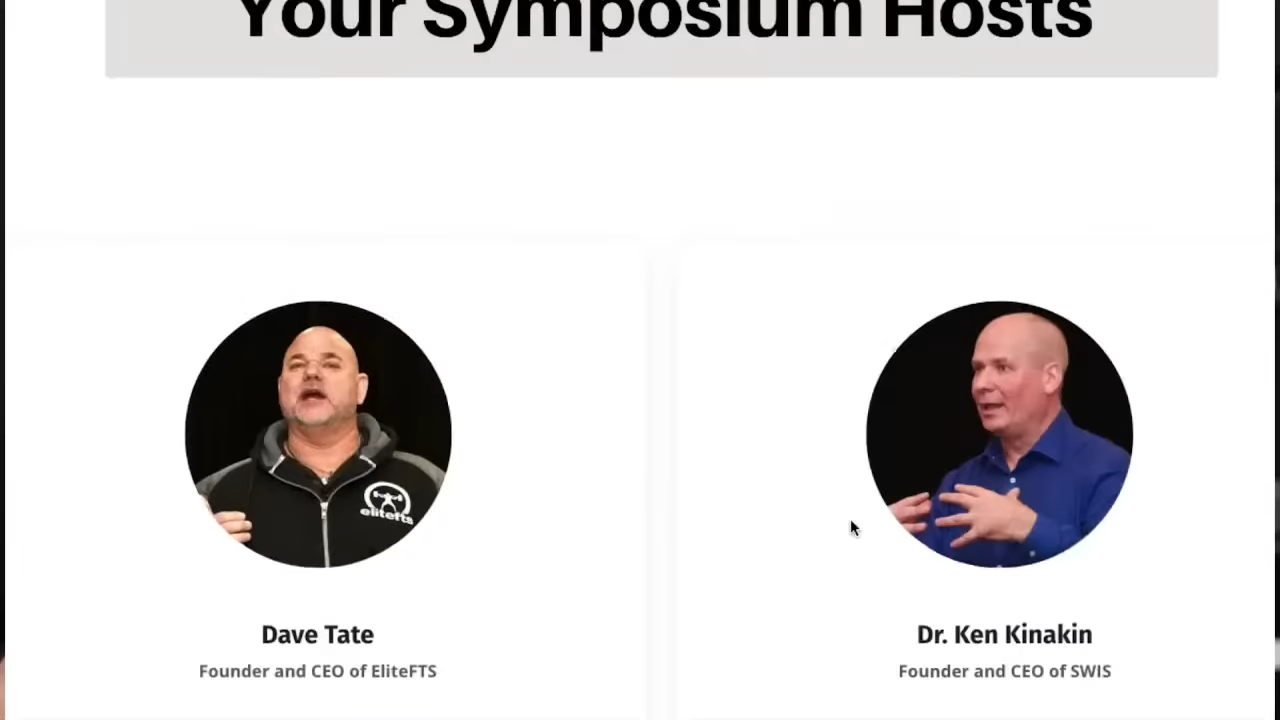 Your Symposium Hosts
elitefts
Dave Tate
Founder and CEO of EliteFTS
Dr. Ken Kinakin
Founder and CEO of SWIS